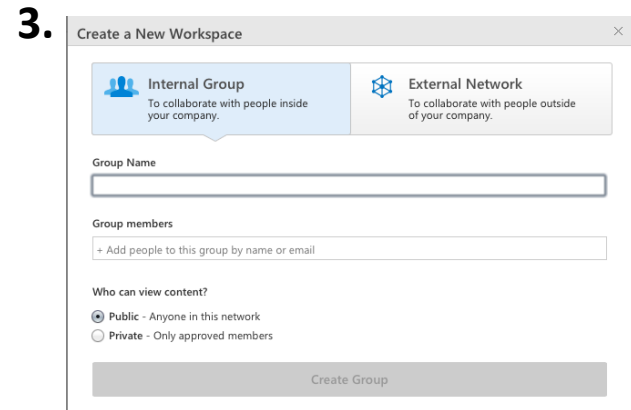 3.
Create a New Workspace
Internal Group
To collaborate with people inside
your company.
External Network
To collaborate with people outside
of your company.
Group Name
Group members
+ Add people to this group by name or email
Who can view content?
Public - Anyone in this network
Private - Only approved members
Create Group